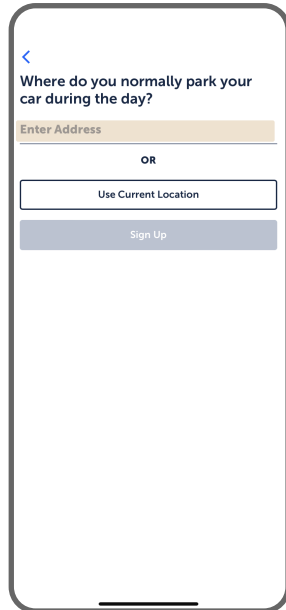 Where do you normally park your
car during the day?
Enter Address
OR
Use Current Location
Sign Up